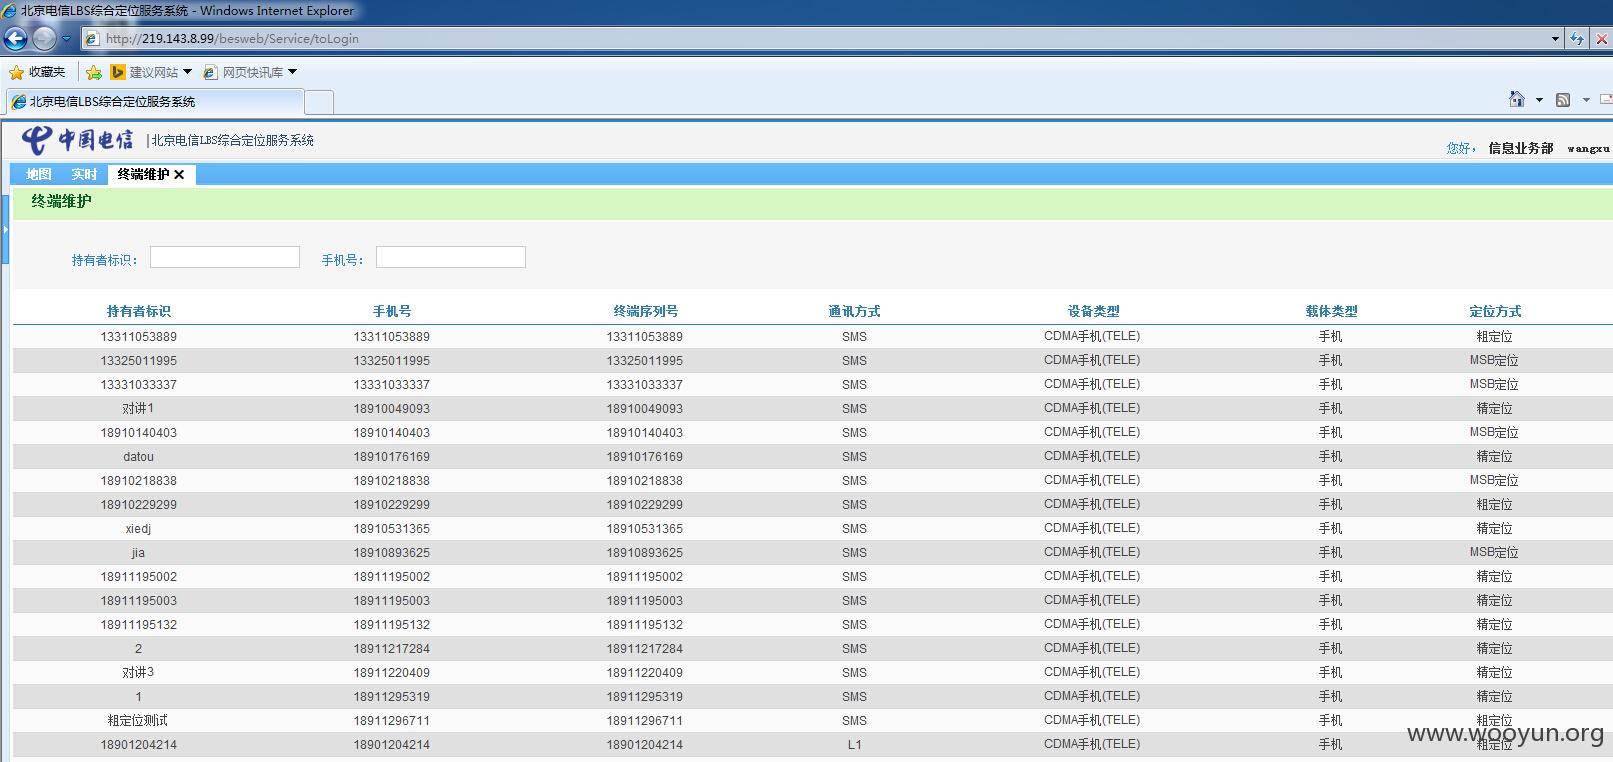 北京电信LBS综合定位服务系统 - Windows Internet Explorer
http://219.143.8.99/besweb/Service/toLogin
收藏夹 建议网站 网页快讯库
北京电信LBS综合定位服务系统
中国电信 |北京电信LBS综合定位服务系统
您好， 信息业务部 wangxu
地图 实时 终端维护 ×
终端维护
持有者标识： 手机号：
持有者标识 手机号 终端序列号 通讯方式 设备类型 载体类型 定位方式
13311053889 13311053889 13311053889 SMS CDMA手机(TELE) 手机 粗定位
13325011995 13325011995 13325011995 SMS CDMA手机(TELE) 手机 MSB定位
13331033337 13331033337 13331033337 SMS CDMA手机(TELE) 手机 MSB定位
对讲1 18910049093 18910049093 SMS CDMA手机(TELE) 手机 精定位
18910140403 18910140403 18910140403 SMS CDMA手机(TELE) 手机 MSB定位
datou 18910176169 18910176169 SMS CDMA手机(TELE) 手机 精定位
18910218838 18910218838 18910218838 SMS CDMA手机(TELE) 手机 MSB定位
18910229299 18910229299 18910229299 SMS CDMA手机(TELE) 手机 粗定位
xiedj 18910531365 18910531365 SMS CDMA手机(TELE) 手机 精定位
jia 18910893625 18910893625 SMS CDMA手机(TELE) 手机 MSB定位
18911195002 18911195002 18911195002 SMS CDMA手机(TELE) 手机 精定位
18911195003 18911195003 18911195003 SMS CDMA手机(TELE) 手机 精定位
18911195132 18911195132 18911195132 SMS CDMA手机(TELE) 手机 精定位
2 18911217284 18911217284 SMS CDMA手机(TELE) 手机 精定位
对讲3 18911220409 18911220409 SMS CDMA手机(TELE) 手机 精定位
1 18911295319 18911295319 SMS CDMA手机(TELE) 手机 精定位
粗定位测试 18911296711 18911296711 SMS CDMA手机(TELE) 手机 粗定位
18901204214 18901204214 18901204214 L1 CDMA手机(TELE) 手机 粗定位
www.wooyun.org